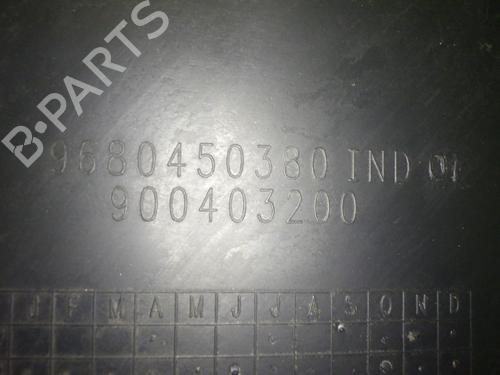 B-PARTS
9680450380 IND 01
900403200
J F M A M J J A S O N D